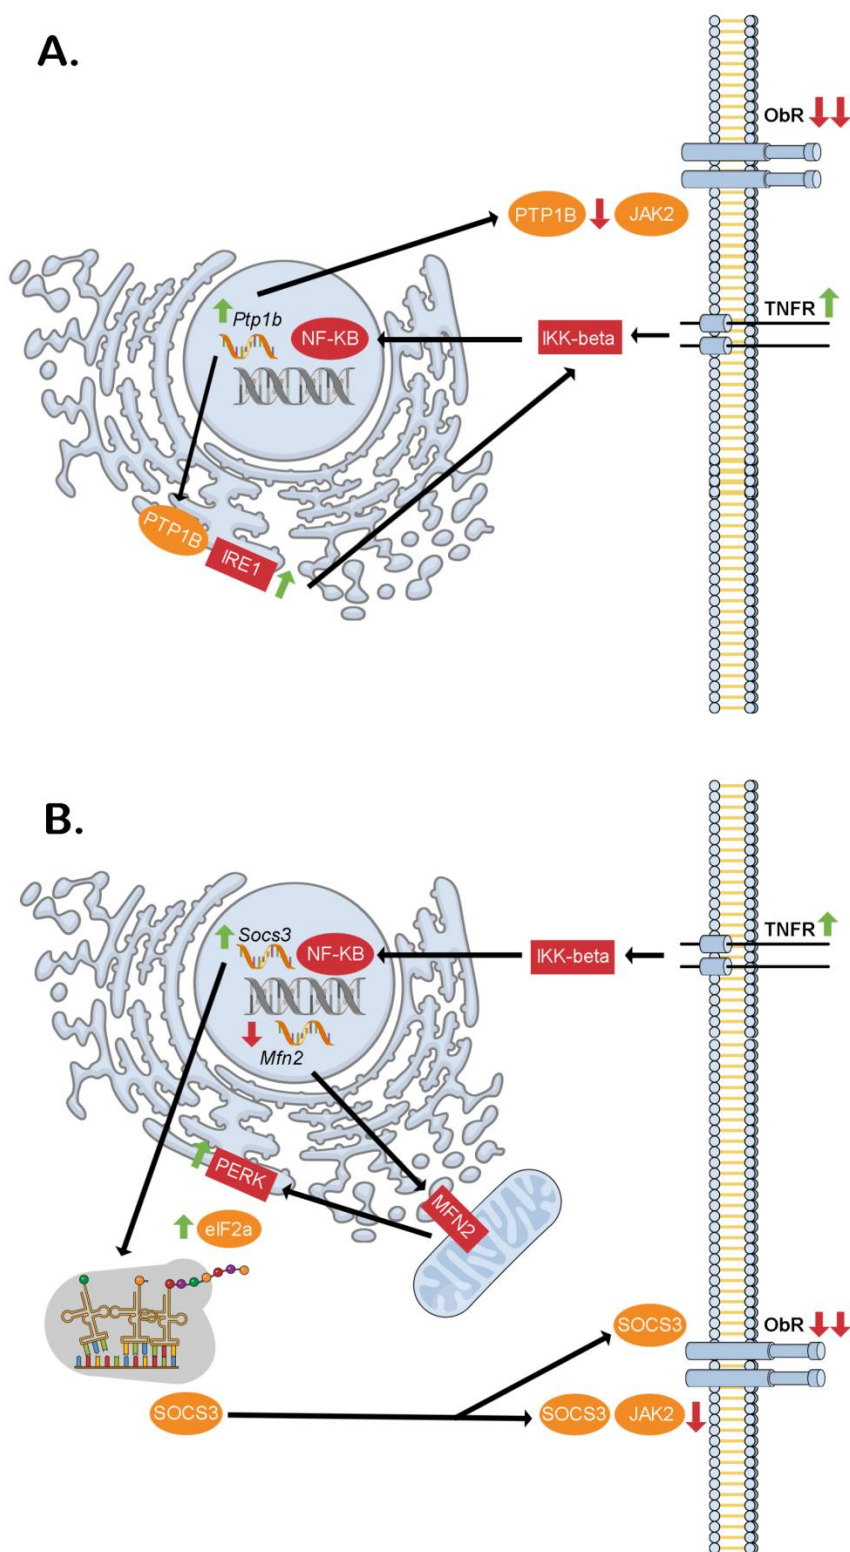 A.
ObR
PTP1B
JAK2
Ptp1b
NF-KB
IKK-beta
TNFR
PTP1B
IRE1
B.
Socs3
NF-KB
IKK-beta
TNFR
Mfn2
PERK
MFN2
eIF2a
SOCS3
ObR
SOCS3
SOCS3
JAK2